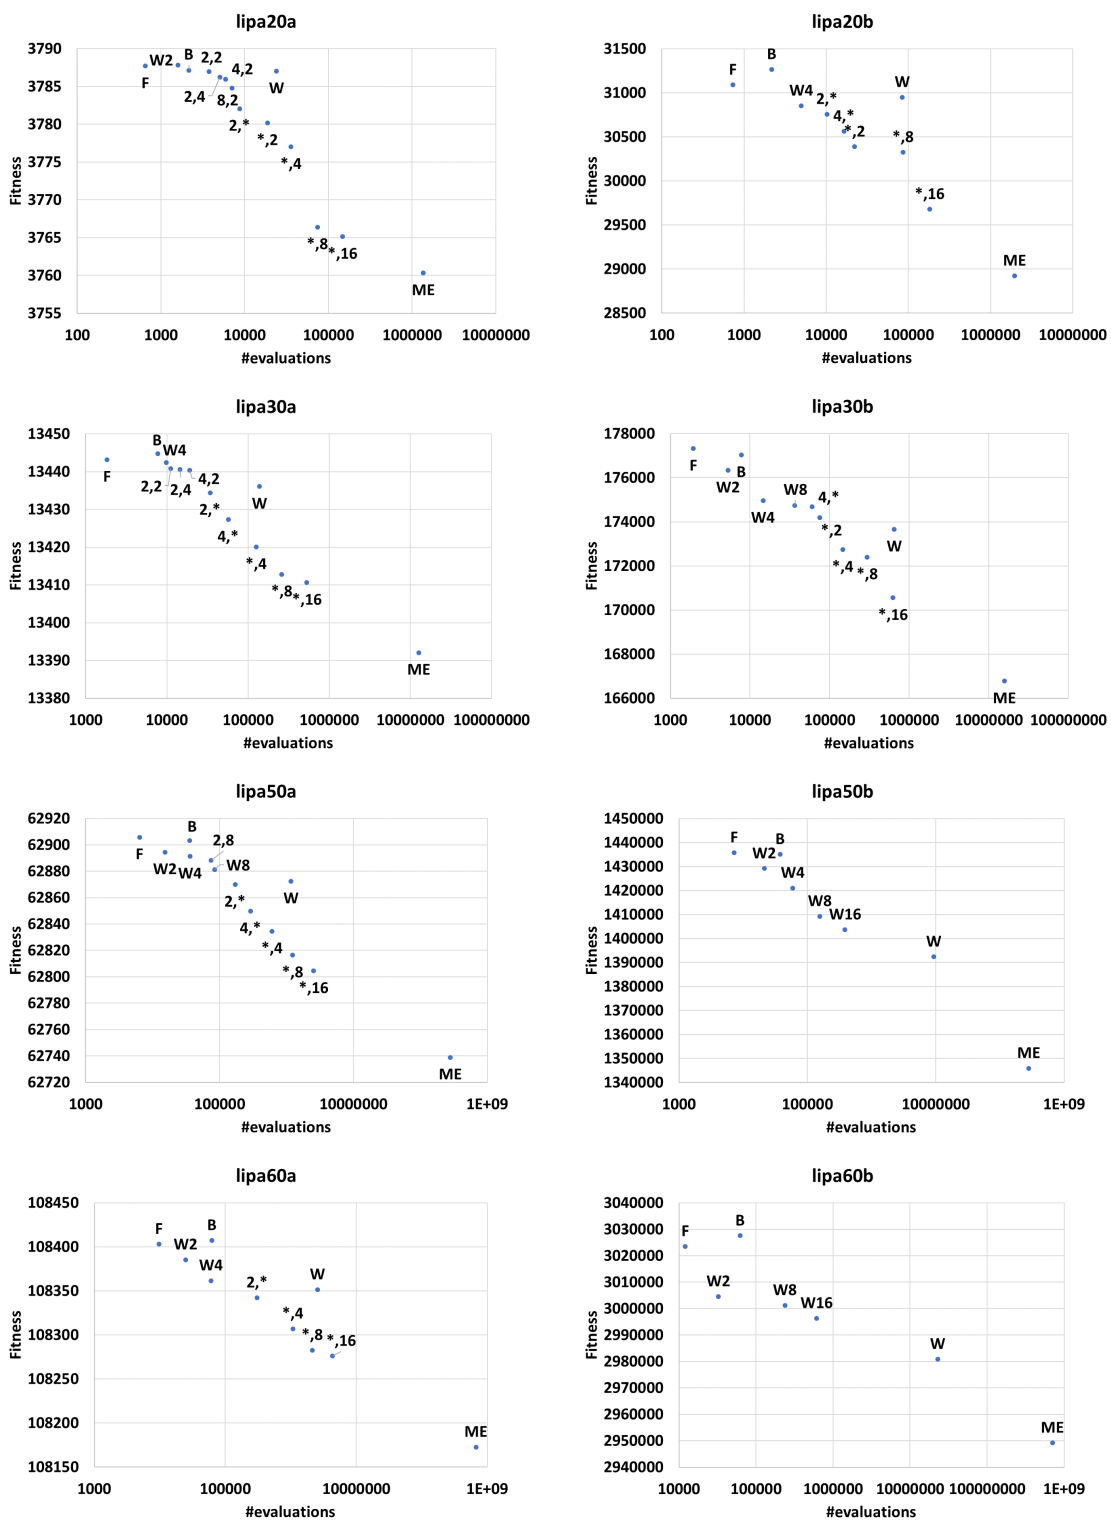 lipa20a
3790
3785
3780
3775
3770
3765
3760
3755
Fitness
F
W2
B
2,2
2,4
4,2
8,2
2,*
*,2
W
*,4
*,8
*,16
ME
100 1000 10000 100000 1000000 10000000
#evaluations
lipa20b
31500
31000
30500
30000
29500
29000
28500
Fitness
F
B
W4
2,*
4,*
*,2
W
*,8
*,16
ME
100 1000 10000 100000 1000000 10000000
#evaluations
lipa30a
13450
13440
13430
13420
13410
13400
13390
13380
Fitness
F
B
W4
2,2
2,4
4,2
2,*
4,*
W
*,4
*,8
*,16
ME
1000 10000 100000 1000000 10000000 100000000
#evaluations
lipa30b
178000
176000
174000
172000
170000
168000
166000
Fitness
F
W2
B
W4
W8
4,*
*,2
*,4
*,8
W
*,16
ME
1000 10000 100000 1000000 10000000 100000000
#evaluations
lipa50a
62920
62900
62880
62860
62840
62820
62800
62780
62760
62740
62720
Fitness
F
W2
B
W4
2,8
W8
2,*
4,*
*,4
W
*,8
*,16
ME
1000 100000 10000000 1E+09
#evaluations
lipa50b
1450000
1440000
1430000
1420000
1410000
1400000
1390000
1380000
1370000
1360000
1350000
1340000
Fitness
F
W2
B
W4
W8
W16
W
ME
1000 100000 10000000 1E+09
#evaluations
lipa60a
108450
108400
108350
108300
108250
108200
108150
Fitness
F
W2
B
W4
2,*
*,4
W
*,8
*,16
ME
1000 100000 10000000 1E+09
#evaluations
lipa60b
3040000
3030000
3020000
3010000
3000000
2990000
2980000
2970000
2960000
2950000
2940000
Fitness
F
B
W2
W8
W16
W
ME
10000 100000 1000000 10000000 100000000 1E+09
#evaluations